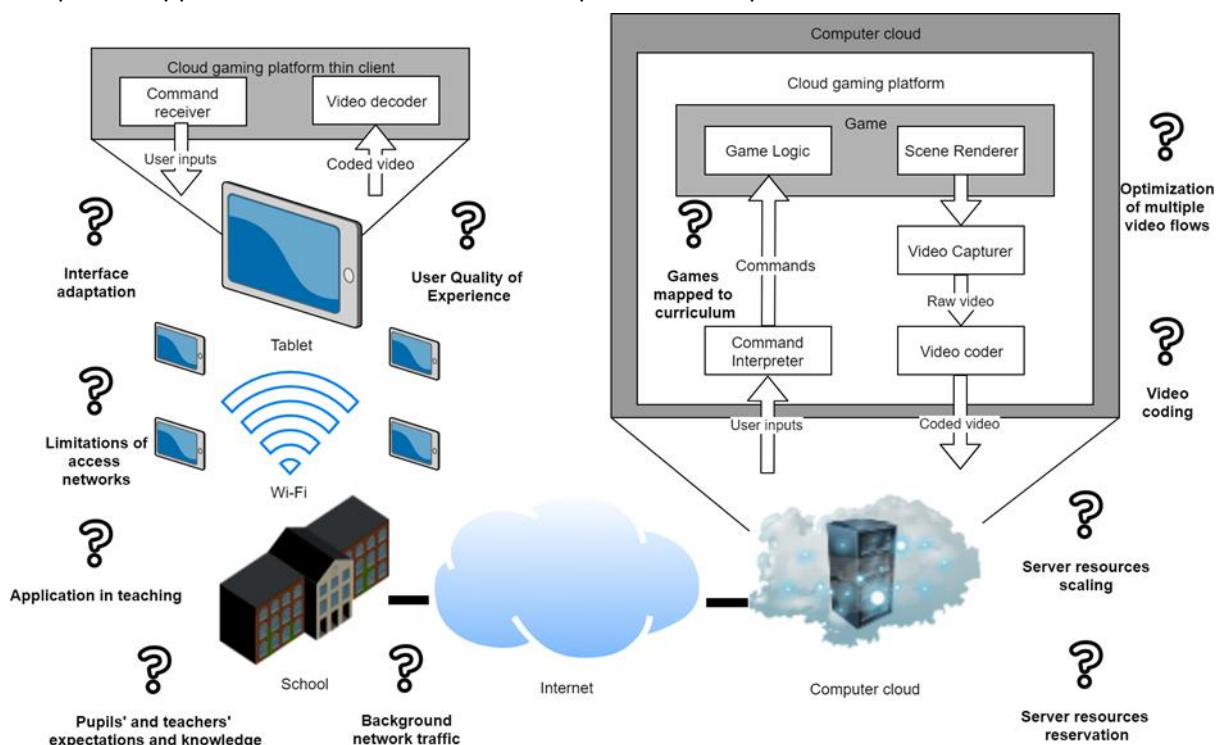 Computer cloud
Cloud gaming platform thin client
Command
receiver
Video decoder
User inputs
Coded video
Cloud gaming platform
Game
Game Logic
Scene Renderer
Optimization
of multiple
video flows
Interface
adaptation
User Quality of
Experience
Games
mapped to
curriculum
Commands
Video Capturer
Raw video
Tablet
Command
Interpreter
Video coder
Video
coding
Limitations of
access
networks
User inputs
Coded video
Wi-Fi
Application in teaching
Server resources
scaling
School
Internet
Computer cloud
Pupils' and teachers'
expectations and knowledge
Background
network traffic
Server resources
reservation